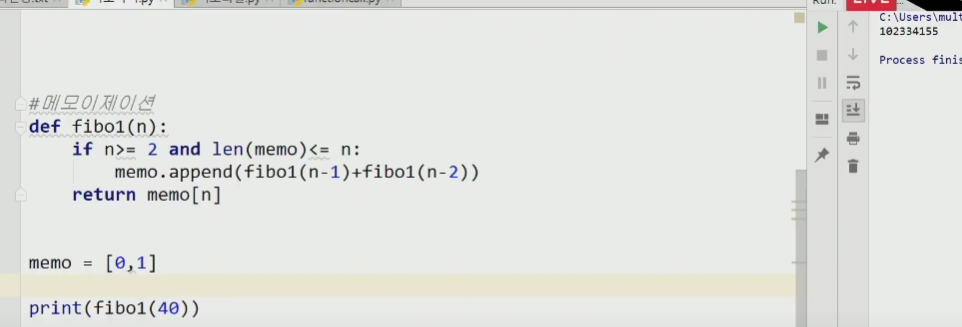 Run:
LIVE
C:\Users\mult
102334155
Process finis
#메모이제이션
def fibo1(n):
if n>= 2 and len(memo)<= n:
memo.append(fibo1(n-1)+fibo1(n-2))
return memo[n]
memo = [0,1]
print(fibo1(40))